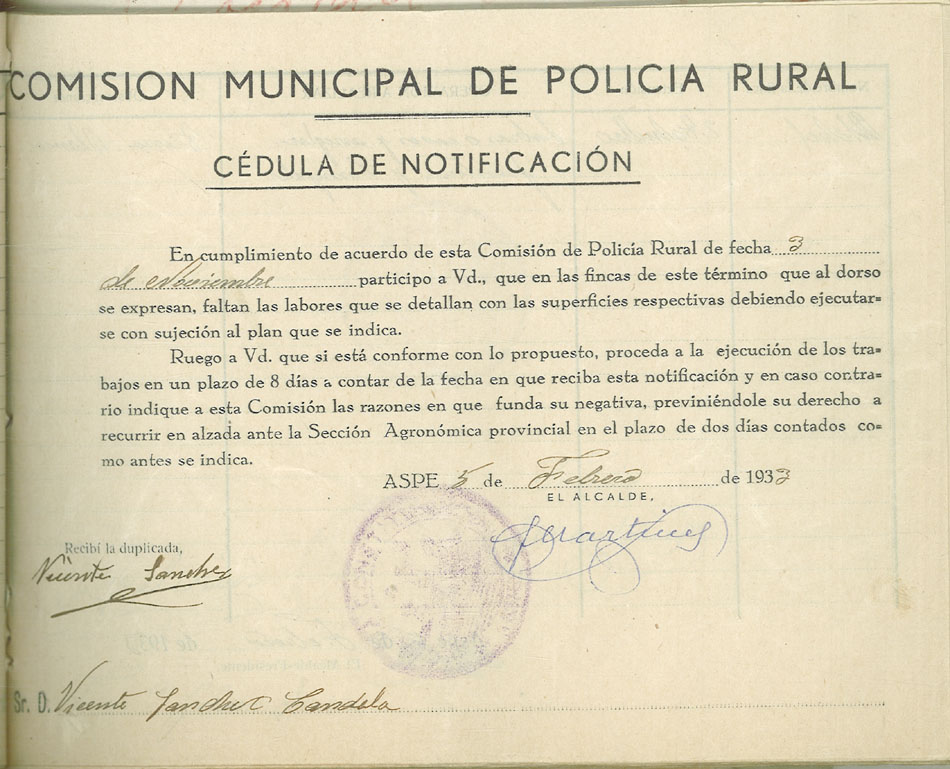 COMISION MUNICIPAL DE POLICIA RURAL
CÉDULA DE NOTIFICACIÓN
En cumplimiento de acuerdo de esta Comisión de Policía Rural de fecha 3
de Noviembre participo a Vd., que en las fincas de este término que al dorso
se expresan, faltan las labores que se detallan con las superficies respectivas debiendo ejecutar=
se con sujeción al plan que se indica.
Ruego a Vd. que si está conforme con lo propuesto, proceda a la ejecución de los tra=
bajos en un plazo de 8 días a contar de la fecha en que reciba esta notificación y en caso contra=
rio indique a esta Comisión las razones en que funda su negativa, previniéndole su derecho a
recurrir en alzada ante la Sección Agronómica provincial en el plazo de dos días contados co=
mo antes se indica.
ASPE 5 de Febrero de 1933
EL ALCALDE,
Recibí la duplicada,
Vicente Sanchez
Sr. D. Vicente Sanchez Candela